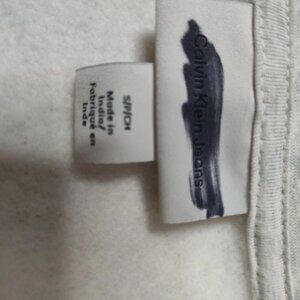 Calvin Klein Jeans
S/P/CH
Made in
India/
Fabriqué en
Inde